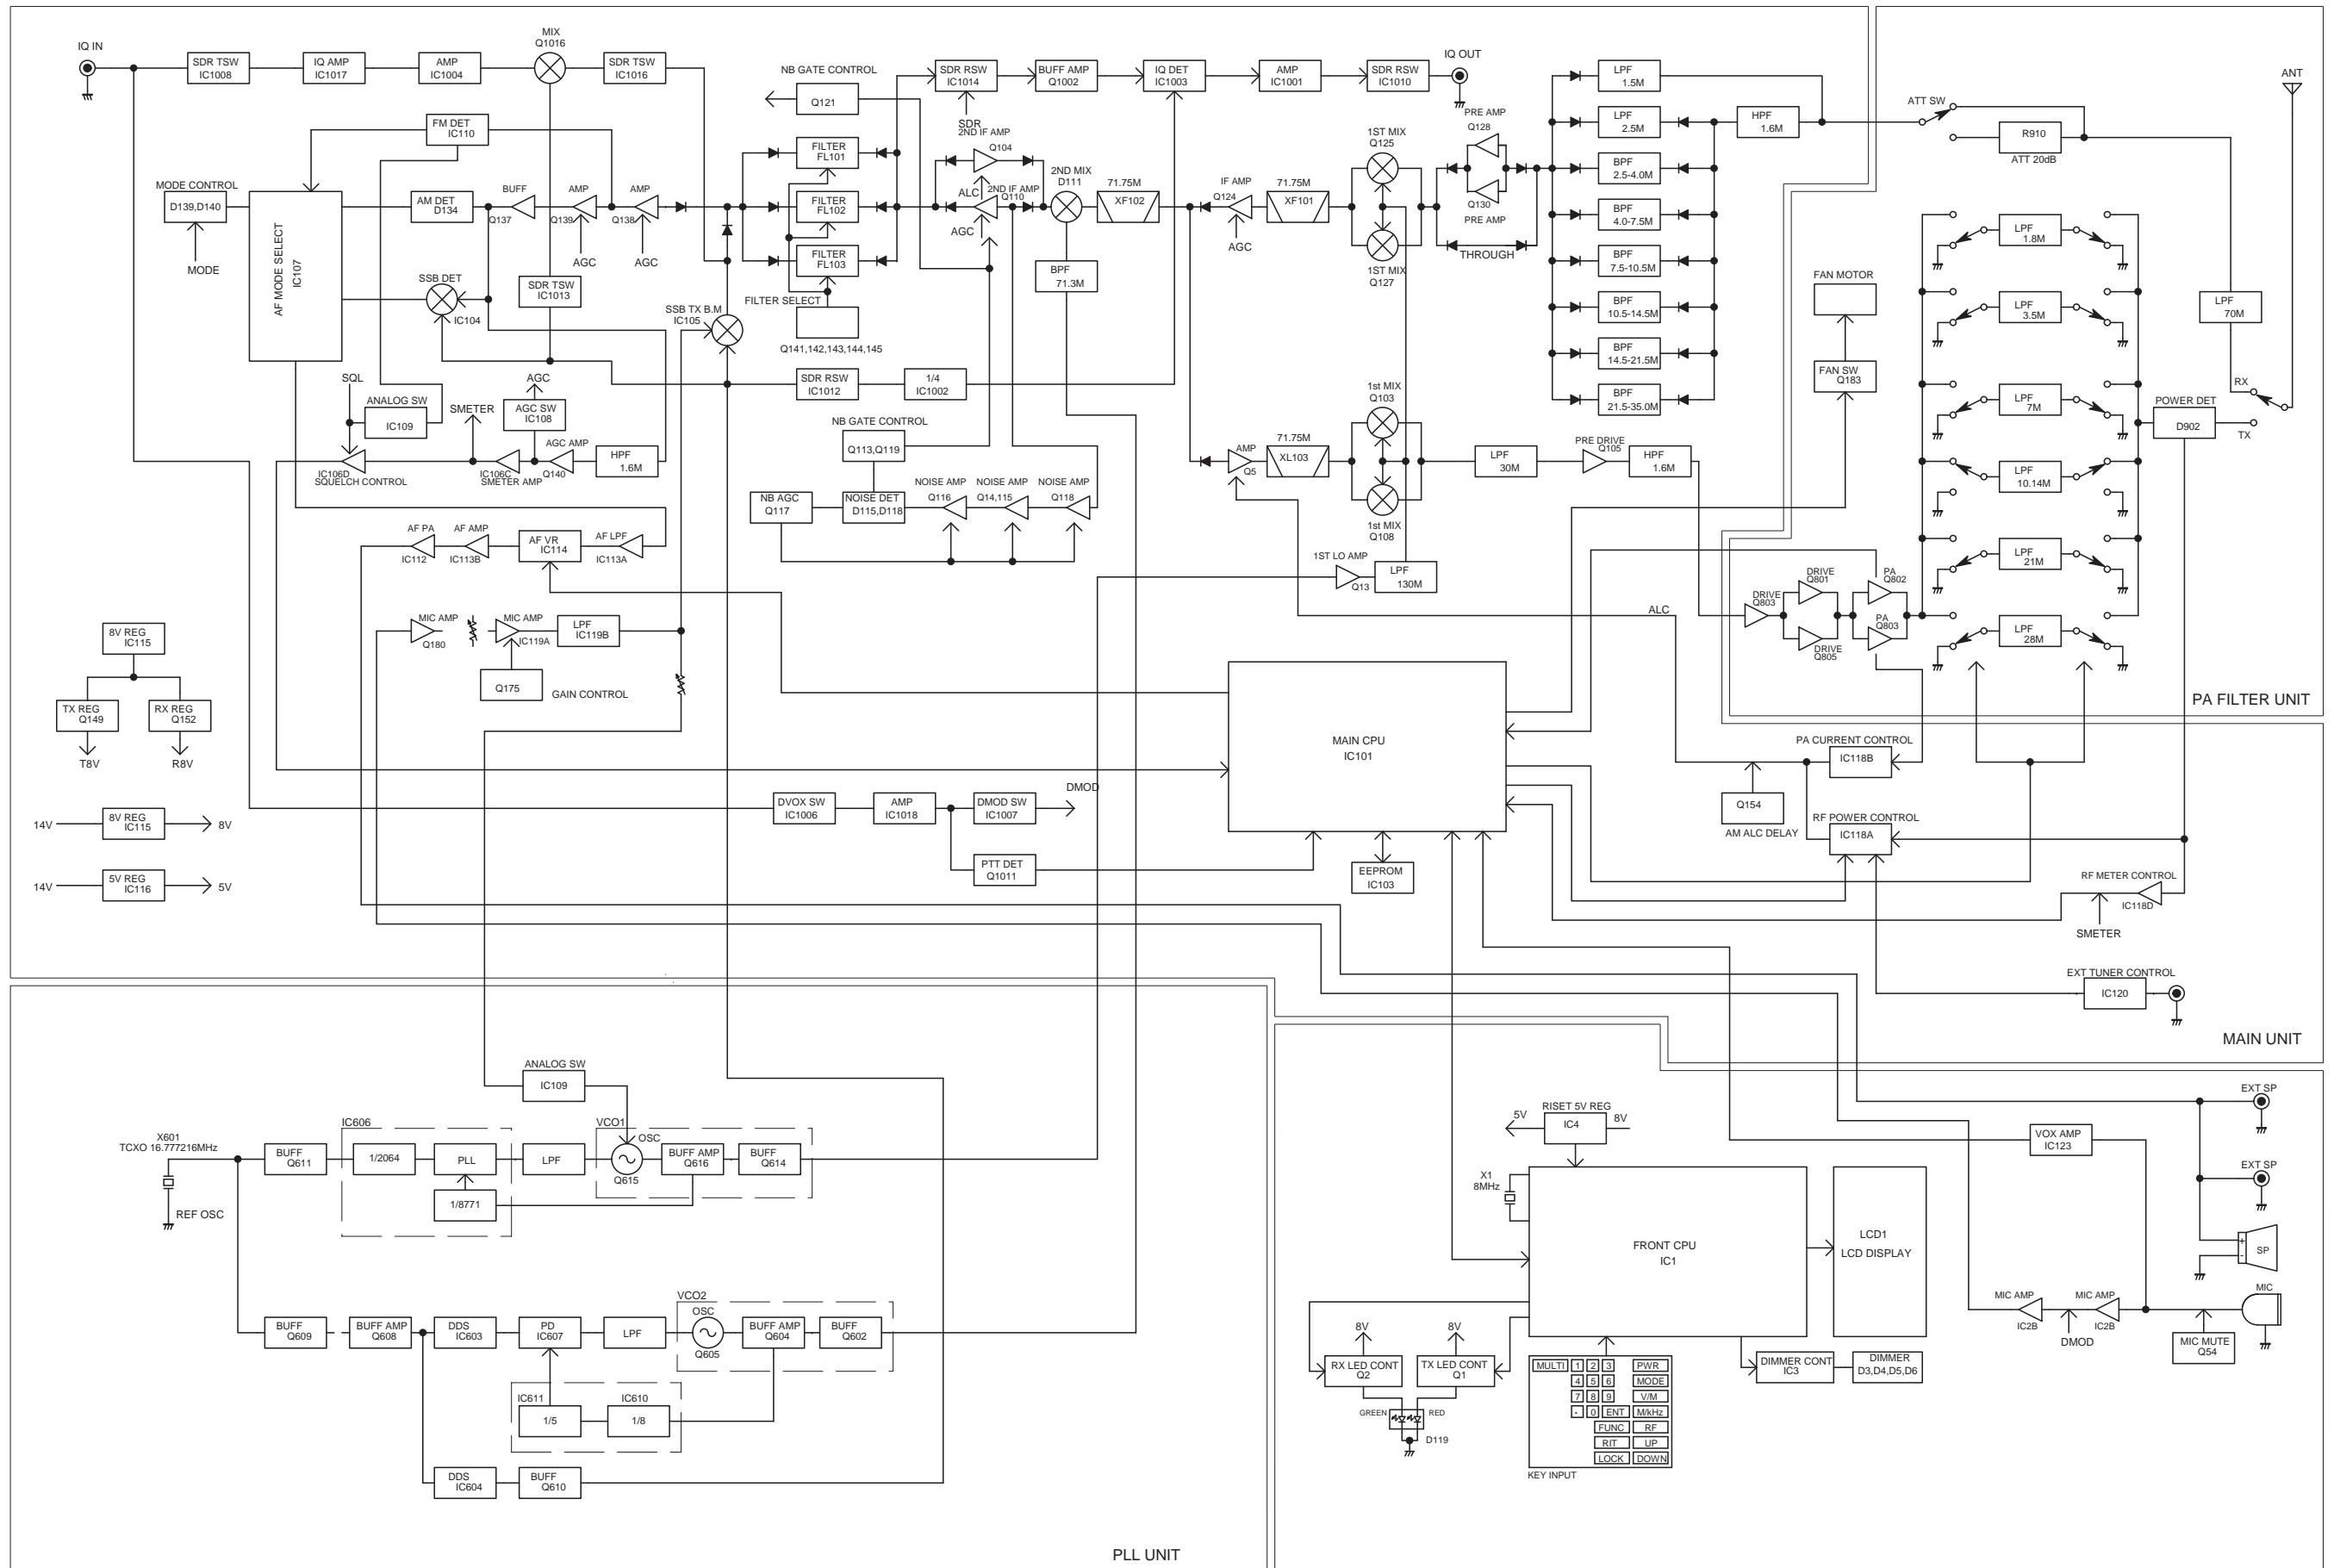 IQ IN
SDR TSW
IC1008
IQ AMP
IC1017
AMP
IC1004
MIX
Q1016
SDR TSW
IC1016
NB GATE CONTROL
Q121
SDR RSW
IC1014
SDR
BUFF AMP
Q1002
IQ DET
IC1003
AMP
IC1001
SDR RSW
IC1010
IQ OUT
LPF
1.5M
LPF
2.5M
BPF
2.5-4.0M
BPF
4.0-7.5M
BPF
7.5-10.5M
BPF
10.5-14.5M
BPF
14.5-21.5M
BPF
21.5-35.0M
HPF
1.6M
ATT SW
R910
ATT 20dB
ANT
FM DET
IC110
MODE CONTROL
D139,D140
MODE
AF MODE SELECT
IC107
AM DET
D134
BUFF
Q137
AMP
Q139
AGC
AMP
Q138
AGC
SSB DET
IC104
SDR TSW
IC1013
SSB TX B.M
IC105
FILTER
FL101
FILTER
FL102
FILTER
FL103
FILTER SELECT
Q141,142,143,144,145
2ND IF AMP
Q104
ALC
2ND IF AMP
Q110
AGC
2ND MIX
D111
BPF
71.3M
71.75M
XF102
IF AMP
Q124
AGC
71.75M
XF101
1ST MIX
Q125
1ST MIX
Q127
PRE AMP
Q128
Q130
PRE AMP
THROUGH
FAN MOTOR
FAN SW
Q183
LPF
1.8M
LPF
3.5M
LPF
7M
LPF
10.14M
LPF
21M
LPF
28M
LPF
70M
RX
TX
POWER DET
D902
PA FILTER UNIT
SQL
ANALOG SW
IC109
SMETER
AGC
AGC SW
IC108
AGC AMP
Q140
HPF
1.6M
IC106D
SQUELCH CONTROL
IC106C
SMETER AMP
SDR RSW
IC1012
1/4
IC1002
NB GATE CONTROL
Q113,Q119
NB AGC
Q117
NOISE DET
D115,D118
NOISE AMP
Q116
NOISE AMP
Q14,115
NOISE AMP
Q118
AMP
Q5
71.75M
XL103
1st MIX
Q103
1st MIX
Q108
LPF
30M
PRE DRIVE
Q105
HPF
1.6M
1ST LO AMP
Q13
LPF
130M
AF PA
IC112
AF AMP
IC113B
AF VR
IC114
AF LPF
IC113A
MIC AMP
Q180
MIC AMP
IC119A
LPF
IC119B
Q175
GAIN CONTROL
DRIVE
Q803
DRIVE
Q801
DRIVE
Q805
PA
Q802
PA
Q803
ALC
8V REG
IC115
TX REG
Q149
RX REG
Q152
T8V
R8V
14V
8V REG
IC115
8V
14V
5V REG
IC116
5V
MAIN CPU
IC101
DVOX SW
IC1006
AMP
IC1018
DMOD SW
IC1007
DMOD
PTT DET
Q1011
EEPROM
IC103
PA CURRENT CONTROL
IC118B
Q154
AM ALC DELAY
RF POWER CONTROL
IC118A
RF METER CONTROL
IC118D
SMETER
EXT TUNER CONTROL
IC120
MAIN UNIT
ANALOG SW
IC109
X601
TCXO 16.777216MHz
REF OSC
BUFF
Q611
IC606
1/2064
PLL
1/8771
LPF
VCO1
OSC
Q615
BUFF AMP
Q616
BUFF
Q614
BUFF
Q609
BUFF AMP
Q608
DDS
IC603
PD
IC607
LPF
VCO2
OSC
Q605
BUFF AMP
Q604
BUFF
Q602
IC611
1/5
IC610
1/8
DDS
IC604
BUFF
Q610
PLL UNIT
RISET 5V REG
5V
IC4
8V
X1
8MHz
FRONT CPU
IC1
LCD1
LCD DISPLAY
8V
RX LED CONT
Q2
8V
TX LED CONT
Q1
GREEN
RED
D119
MULTI 1 2 3 PWR
4 5 6 MODE
7 8 9 V/M
- 0 ENT M/kHz
FUNC RF
RIT UP
LOCK DOWN
KEY INPUT
DIMMER CONT
IC3
DIMMER
D3,D4,D5,D6
VOX AMP
IC123
EXT SP
EXT SP
+
-
SP
MIC
MIC AMP
IC2B
MIC AMP
IC2B
DMOD
MIC MUTE
Q54